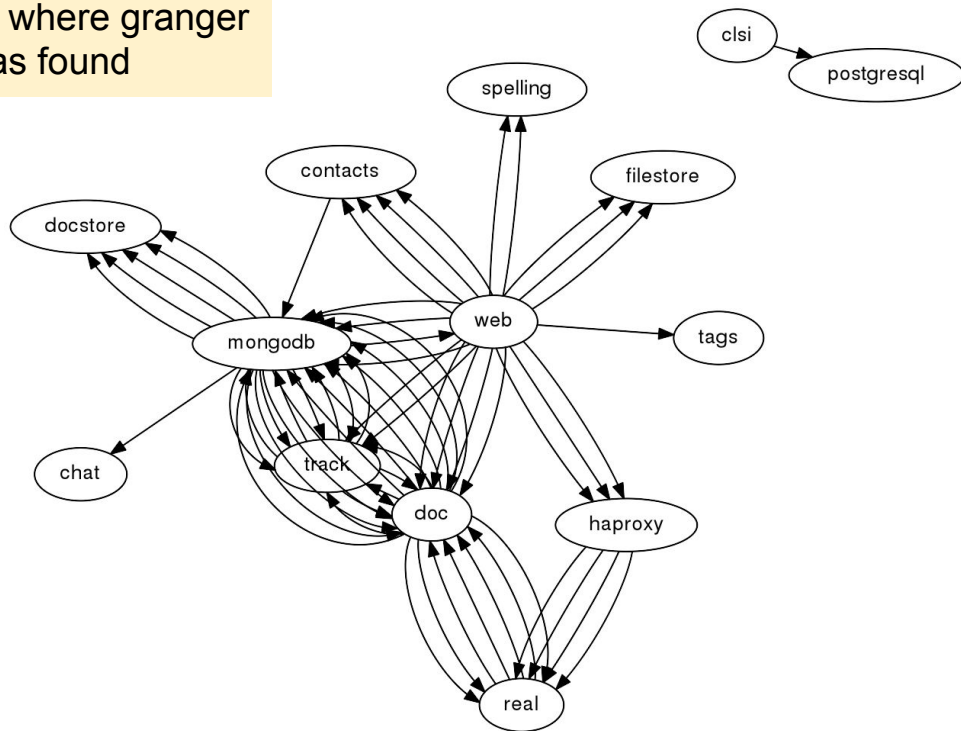 where granger
as found
clsi
postgresql
spelling
contacts
filestore
docstore
web
mongodb
tags
track
chat
doc
haproxy
real